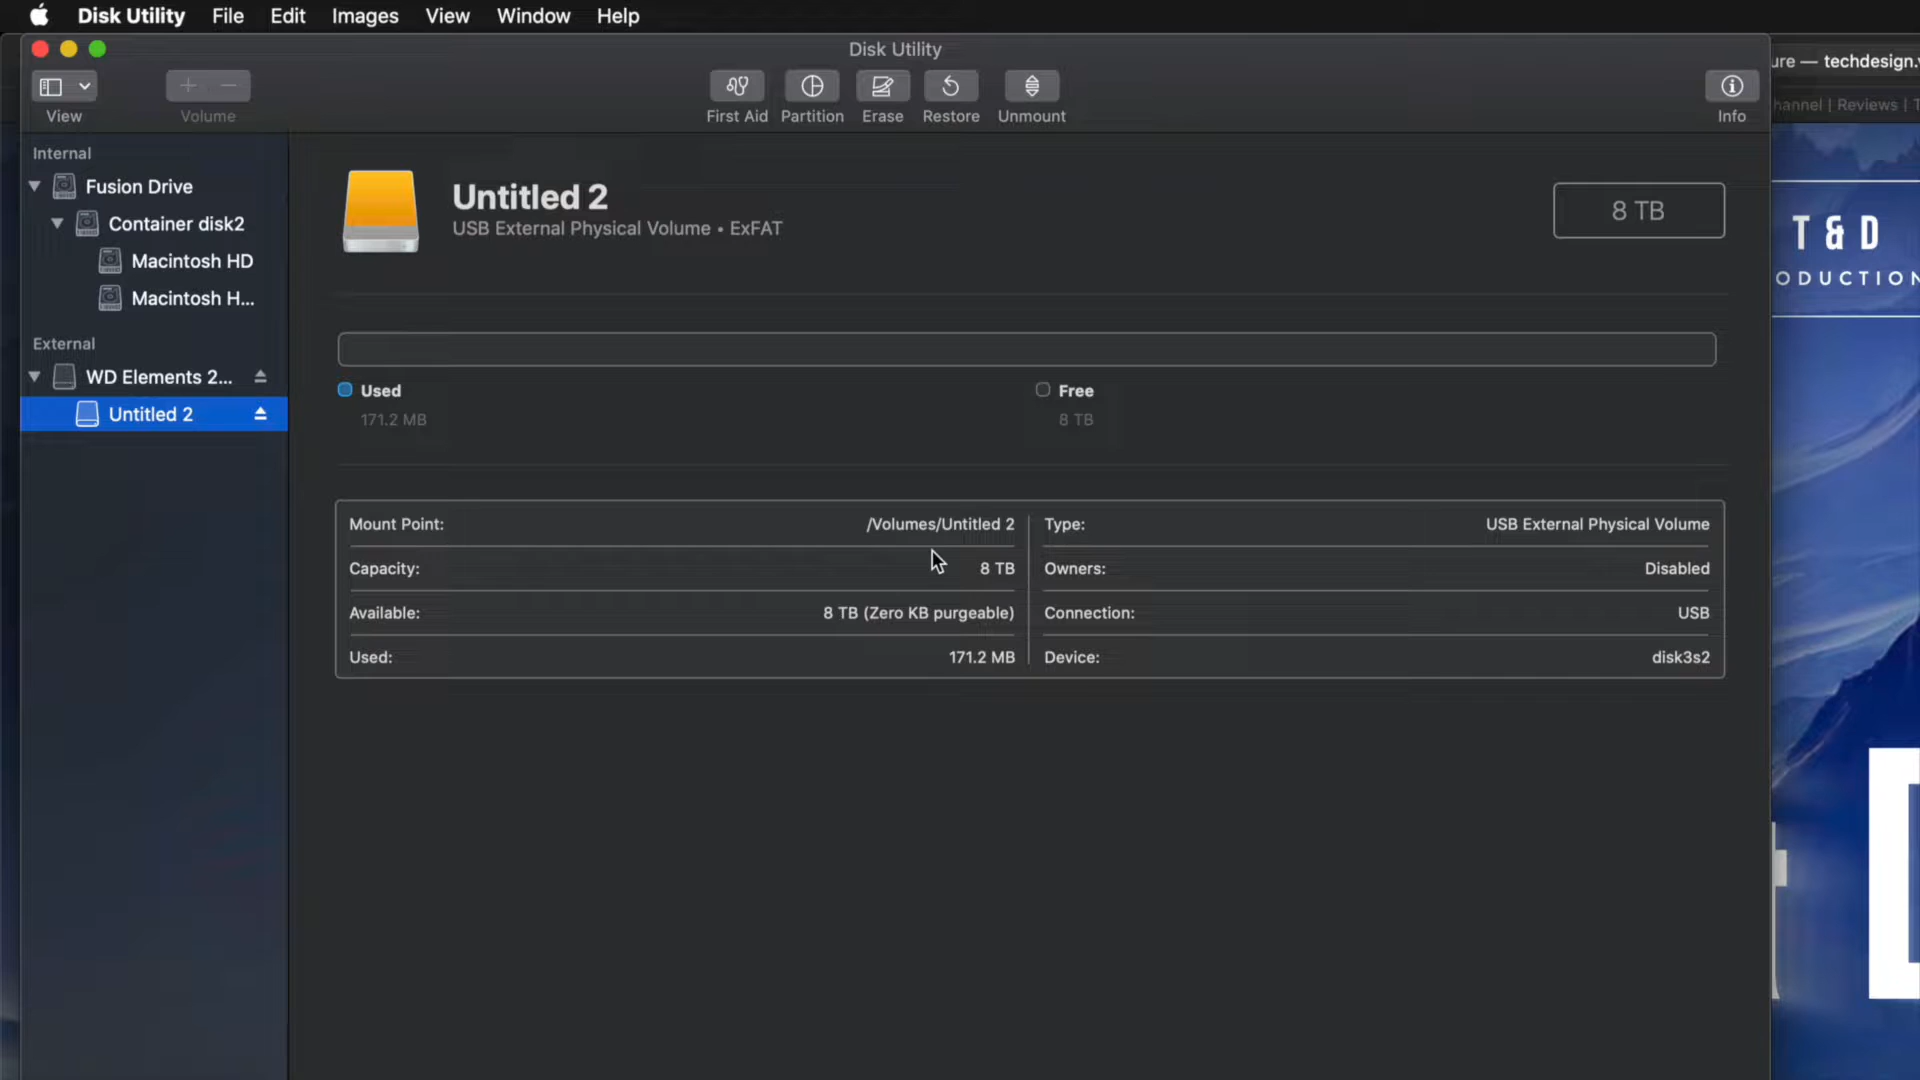 Disk Utility File Edit Images View Window Help
Disk Utility
View
Volume
First Aid Partition Erase Restore Unmount
Info
ure — techdesign.
hannel | Reviews | T
Internal
Fusion Drive
Container disk2
Macintosh HD
Macintosh H...
External
WD Elements 2...
Untitled 2
Untitled 2
USB External Physical Volume • ExFAT
8 TB
Used
171.2 MB
Free
8 TB
Mount Point: /Volumes/Untitled 2
Capacity: 8 TB
Available: 8 TB (Zero KB purgeable)
Used: 171.2 MB
Type: USB External Physical Volume
Owners: Disabled
Connection: USB
Device: disk3s2
T & D
ODUCTION